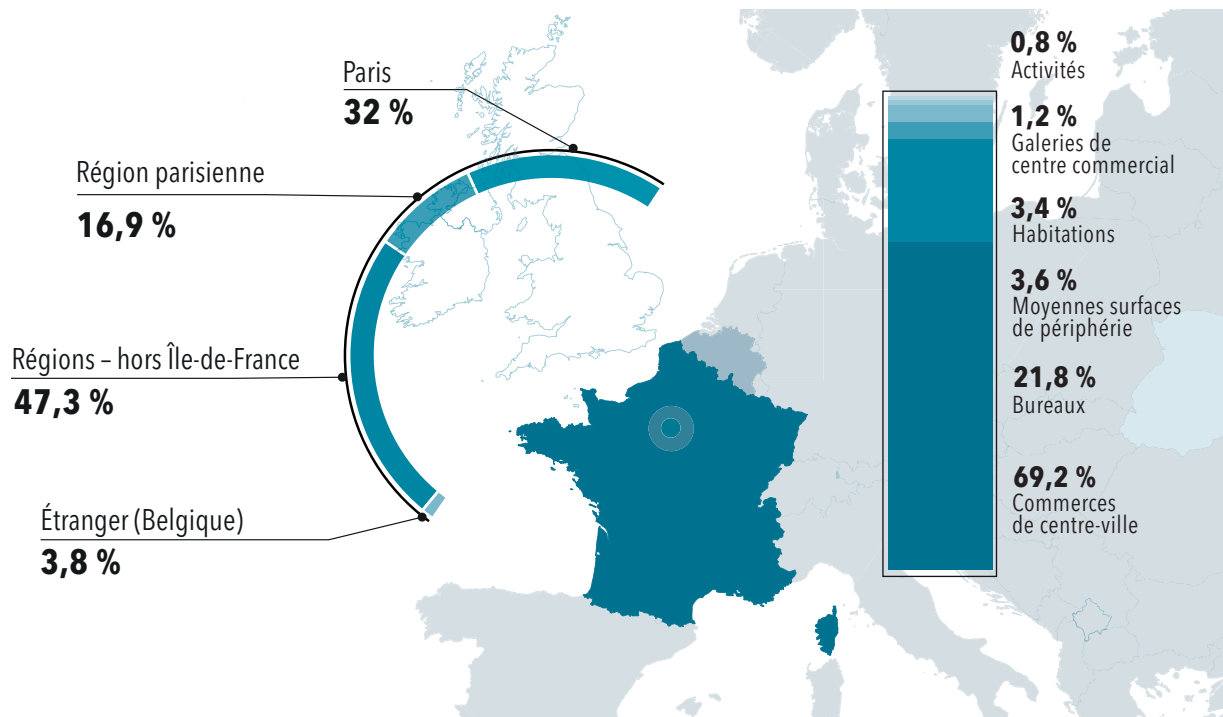 Paris
32 %
Région parisienne
16,9 %
Régions – hors Île-de-France
47,3 %
Étranger (Belgique)
3,8 %
0,8 %
Activités
1,2 %
Galeries de
centre commercial
3,4 %
Habitations
3,6 %
Moyennes surfaces
de périphérie
21,8 %
Bureaux
69,2 %
Commerces
de centre-ville